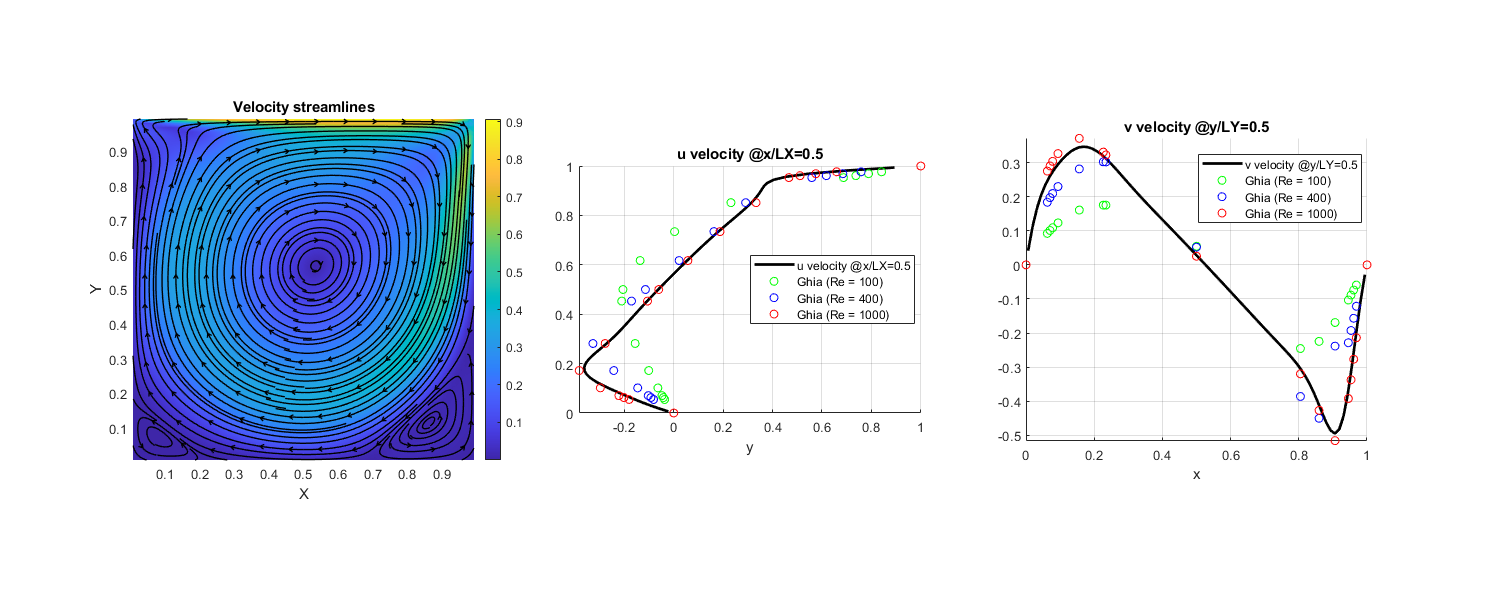 Velocity streamlines
0.9
0.8
0.7
0.6
0.5
0.4
0.3
0.2
0.1
Y
0.1 0.2 0.3 0.4 0.5 0.6 0.7 0.8 0.9
X
0.9
0.8
0.7
0.6
0.5
0.4
0.3
0.2
0.1
u velocity @x/LX=0.5
1
0.8
0.6
0.4
0.2
0
-0.2 0 0.2 0.4 0.6 0.8 1
y
u velocity @x/LX=0.5
Ghia (Re = 100)
Ghia (Re = 400)
Ghia (Re = 1000)
v velocity @y/LY=0.5
0.3
0.2
0.1
0
-0.1
-0.2
-0.3
-0.4
-0.5
0 0.2 0.4 0.6 0.8 1
x
v velocity @y/LY=0.5
Ghia (Re = 100)
Ghia (Re = 400)
Ghia (Re = 1000)